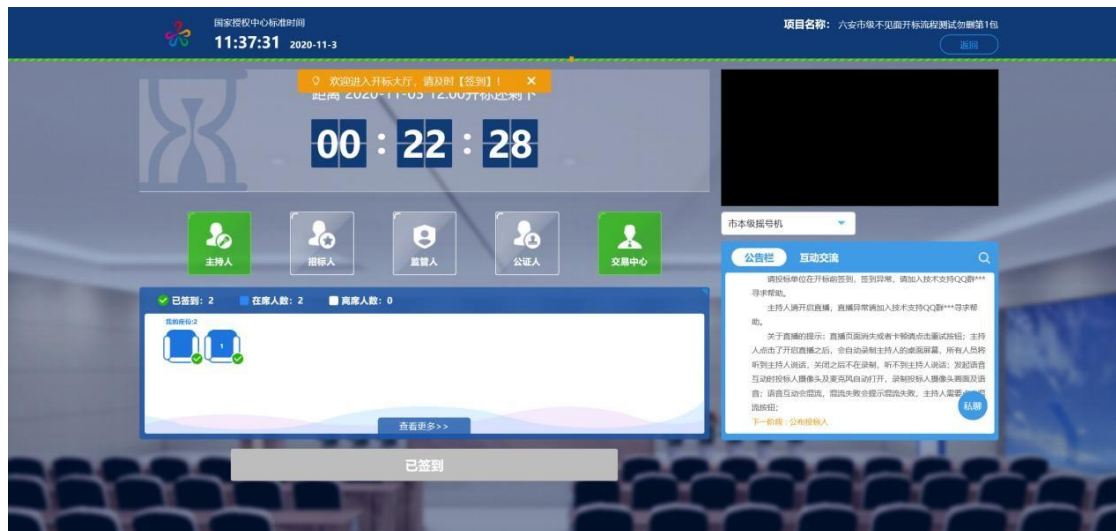 国家授权中心标准时间
11:37:31 2020-11-3
项目名称： 六安市级不见面开标流程测试勿删第1包
返回
欢迎进入开标大厅，请及时【签到】！ ×
距离 2020-11-03 12:00开标还剩下
00 : 22 : 28
主持人
招标人
监管人
公证人
交易中心
市本级摇号机
公告栏 互动交流
请投标单位在开标前签到，签到异常，请加入技术支持QQ群***
寻求帮助。
主持人请开启直播，直播异常请加入技术支持QQ群***寻求帮
助。
关于直播的提示：直播页面消失或者卡顿请点击重试按钮；主持
人点击了开启直播之后，会自动录制主持人的桌面屏幕，所有人员将
听到主持人说话，关闭之后不在录制，听不到主持人说话；发起语音
互动时投标人摄像头及麦克风自动打开，录制投标人摄像头画面及语
音；语音互动会混流，混流失败会提示混流失败，主持人需要
流按钮；
下一阶段：公布投标人
私聊
已签到：2 在席人数：2 离席人数：0
我的座位:2
1
查看更多>>
已签到